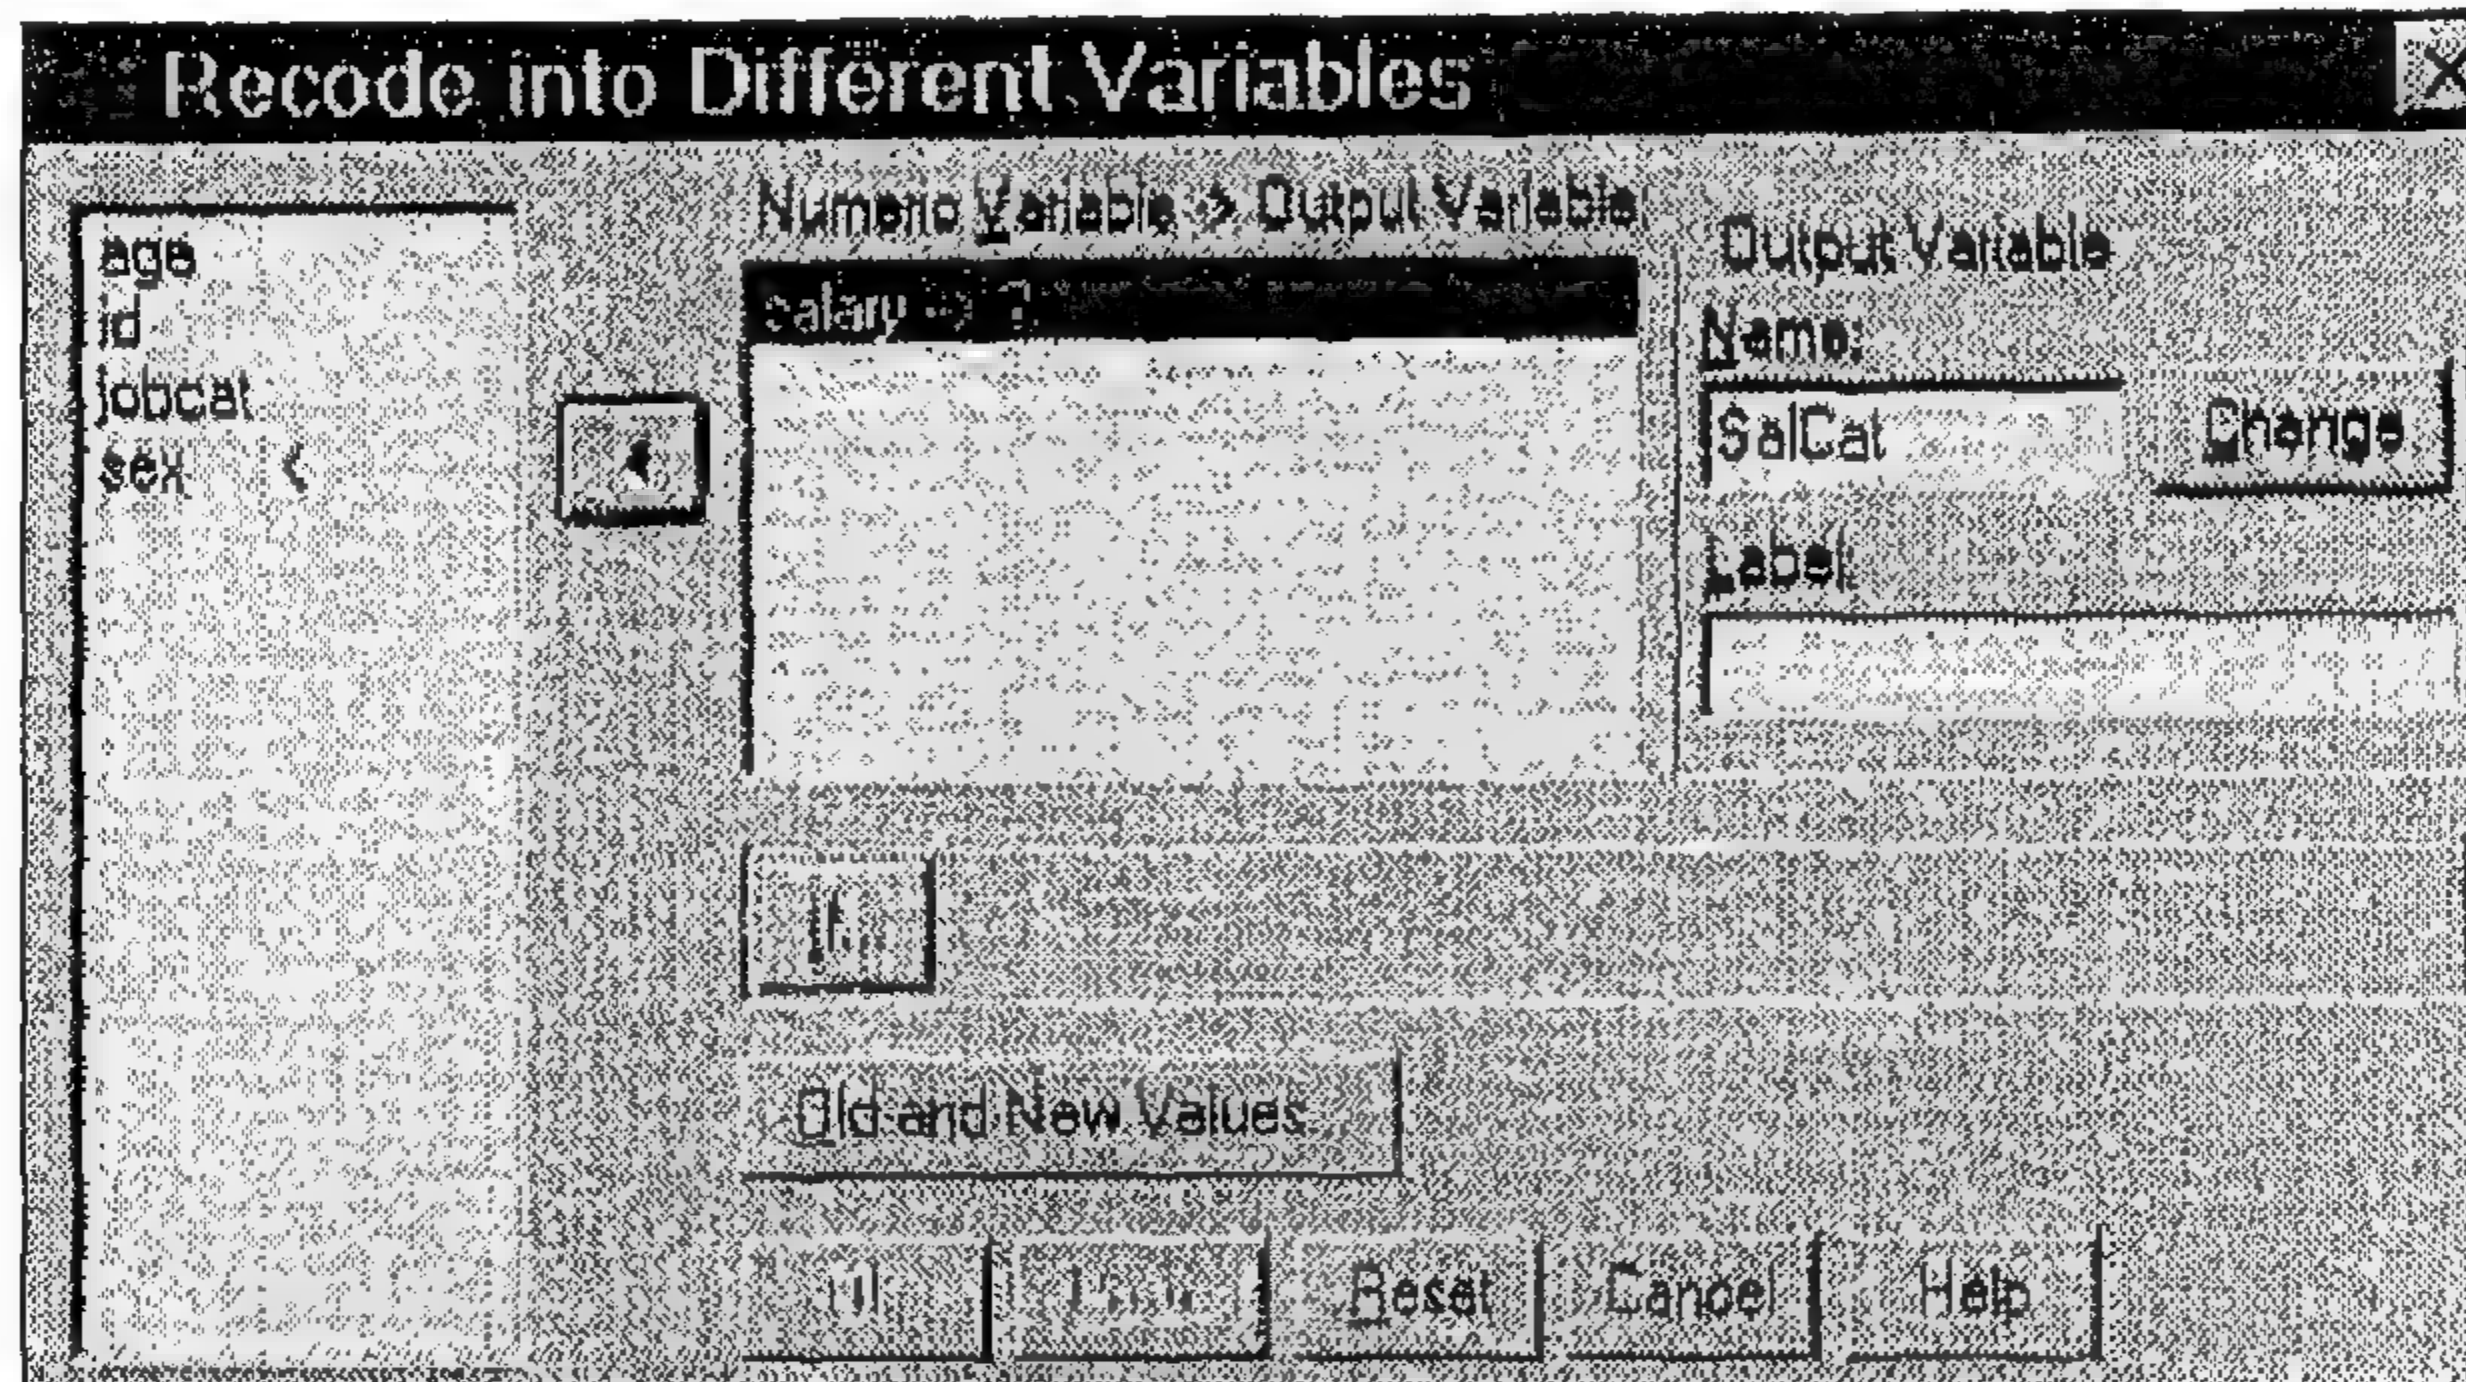 Recode into Different Variables
age
id
jobcat
sex
Numeric Variable -> Output Variable
salary -> ?
Output Variable
Name:
SalCat
Change
Label:
If...
Old and New Values
Reset
Cancel
Help